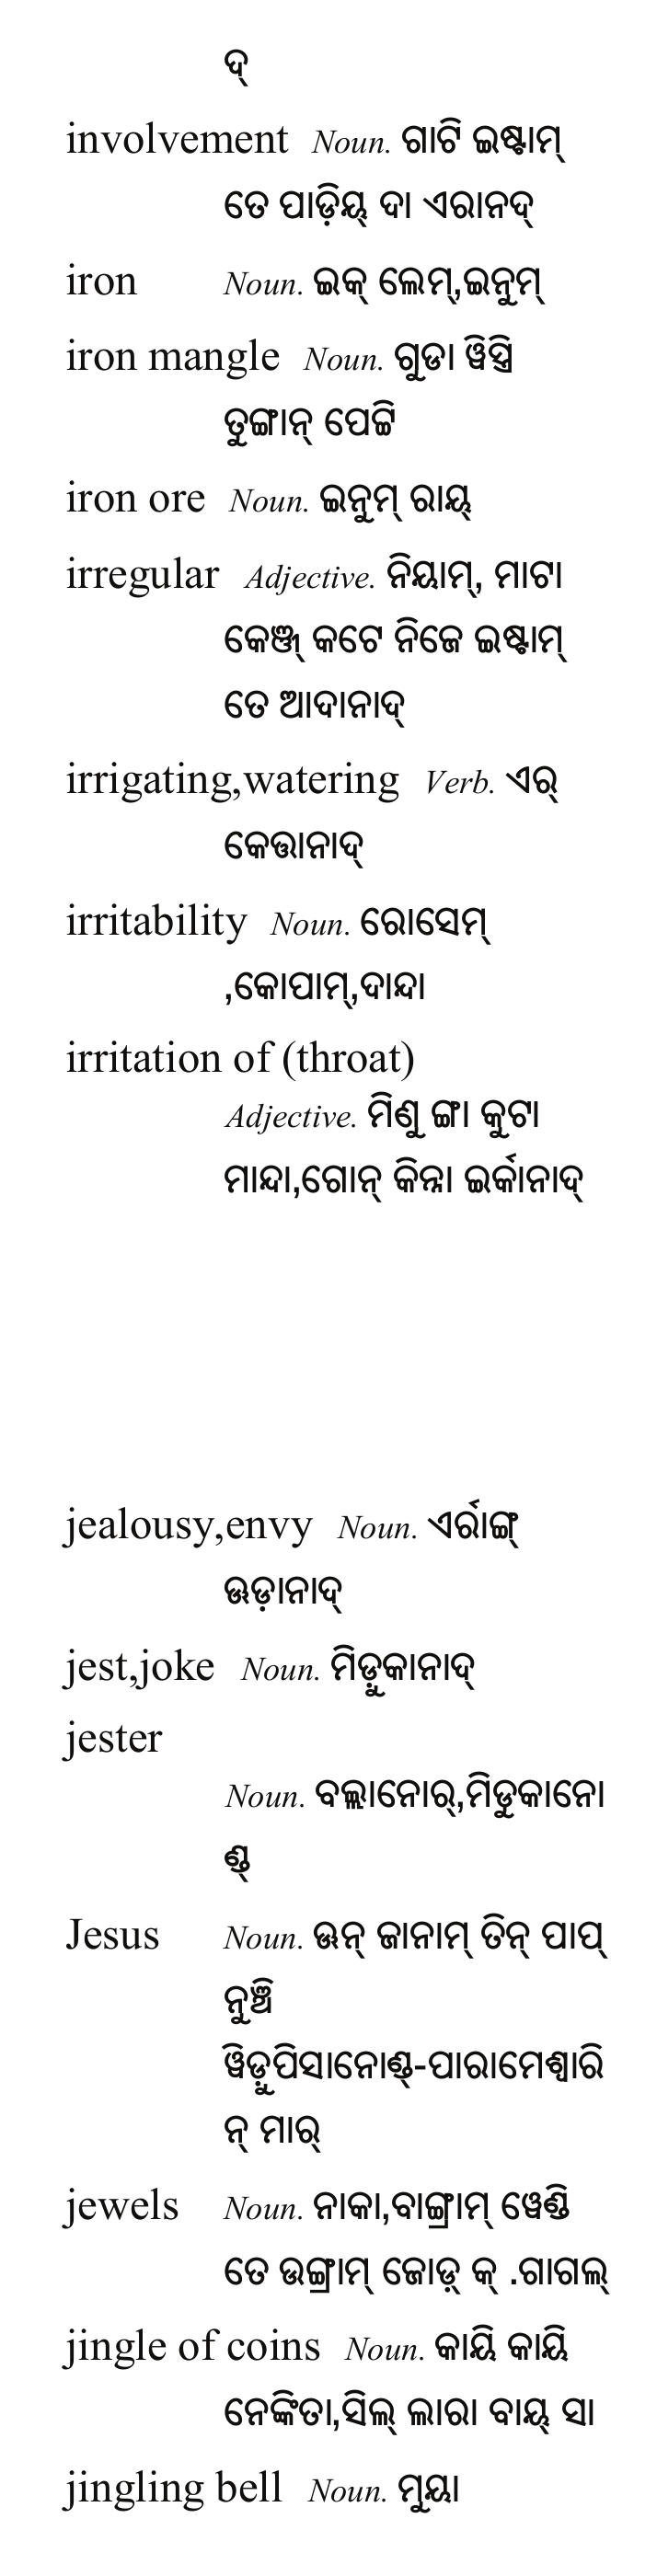 ଦ୍
involvement Noun. ଗାଟି ଇଷ୍ଟାମ୍
ତେ ପାଡ଼ିୟ୍ ଦା ଏରାନଦ୍
iron Noun. ଇକ୍ ଲେମ୍,ଇନୁମ୍
iron mangle Noun. ଗୁଡା ୱିସ୍ତ୍ରି
ତୁଙ୍ଗାନ୍ ପେଟ୍ଟି
iron ore Noun. ଇନୁମ୍ ରାୟ୍
irregular Adjective. ନିୟାମ୍, ମାଟା
କେଞ୍ଜ୍ କଟେ ନିଜେ ଇଷ୍ଟାମ୍
ତେ ଆଦାନାଦ୍
irrigating,watering Verb. ଏର୍
କେତ୍ତାନାଦ୍
irritability Noun. ରୋସେମ୍
,କୋପାମ୍,ଦାନ୍ଦା
irritation of (throat)
Adjective. ମିଣୁ ଙ୍ଗା କୁଟା
ମାନ୍ଦା,ଗୋନ୍ କିନ୍ନା ଇର୍କାନାଦ୍
jealousy,envy Noun. ଏର୍ରାଙ୍ଗ୍
ଊଡ଼ାନାଦ୍
jest,joke Noun. ମିଡ଼ୁକାନାଦ୍
jester
Noun. ବଲ୍ଲାନୋର୍,ମିଡୁକାନୋ
ଣ୍ଡ୍
Jesus Noun. ଊନ୍ ଜାନାମ୍ ତିନ୍ ପାପ୍
ନୁଞ୍ଚି
ୱିଡ଼ୁପିସାନୋଣ୍ଡ୍-ପାରାମେଶ୍ୱାରି
ନ୍ ମାର୍
jewels Noun. ନାକା,ବାଙ୍ଗ୍ରାମ୍ ୱେଣ୍ଡି
ତେ ଉଙ୍ଗ୍ରାମ୍ ଜୋଡ଼୍ କ୍ .ଗାଗଲ୍
jingle of coins Noun. କାୟି କାୟି
ନେଙ୍କିତା,ସିଲ୍ ଲାରା ବାୟ୍ ସା
jingling bell Noun. ମୁୟା